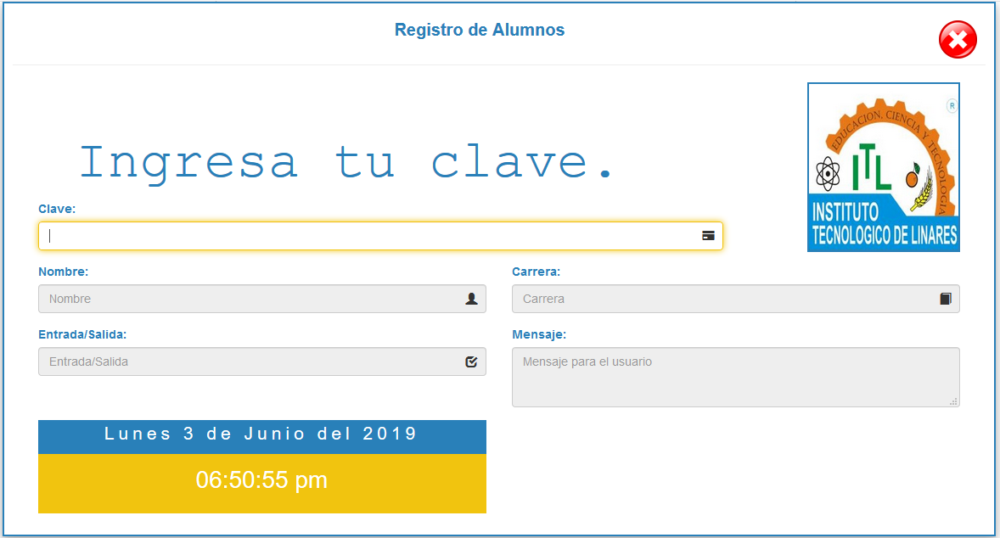 Registro de Alumnos
Ingresa tu clave.
EDUCACION, CIENCIA Y TECNOLOGIA
R
ITL
INSTITUTO
TECNOLOGICO DE LINARES
Clave:
Nombre:
Carrera:
Nombre
Carrera
Entrada/Salida:
Mensaje:
Entrada/Salida
Mensaje para el usuario
Lunes 3 de Junio del 2019
06:50:55 pm